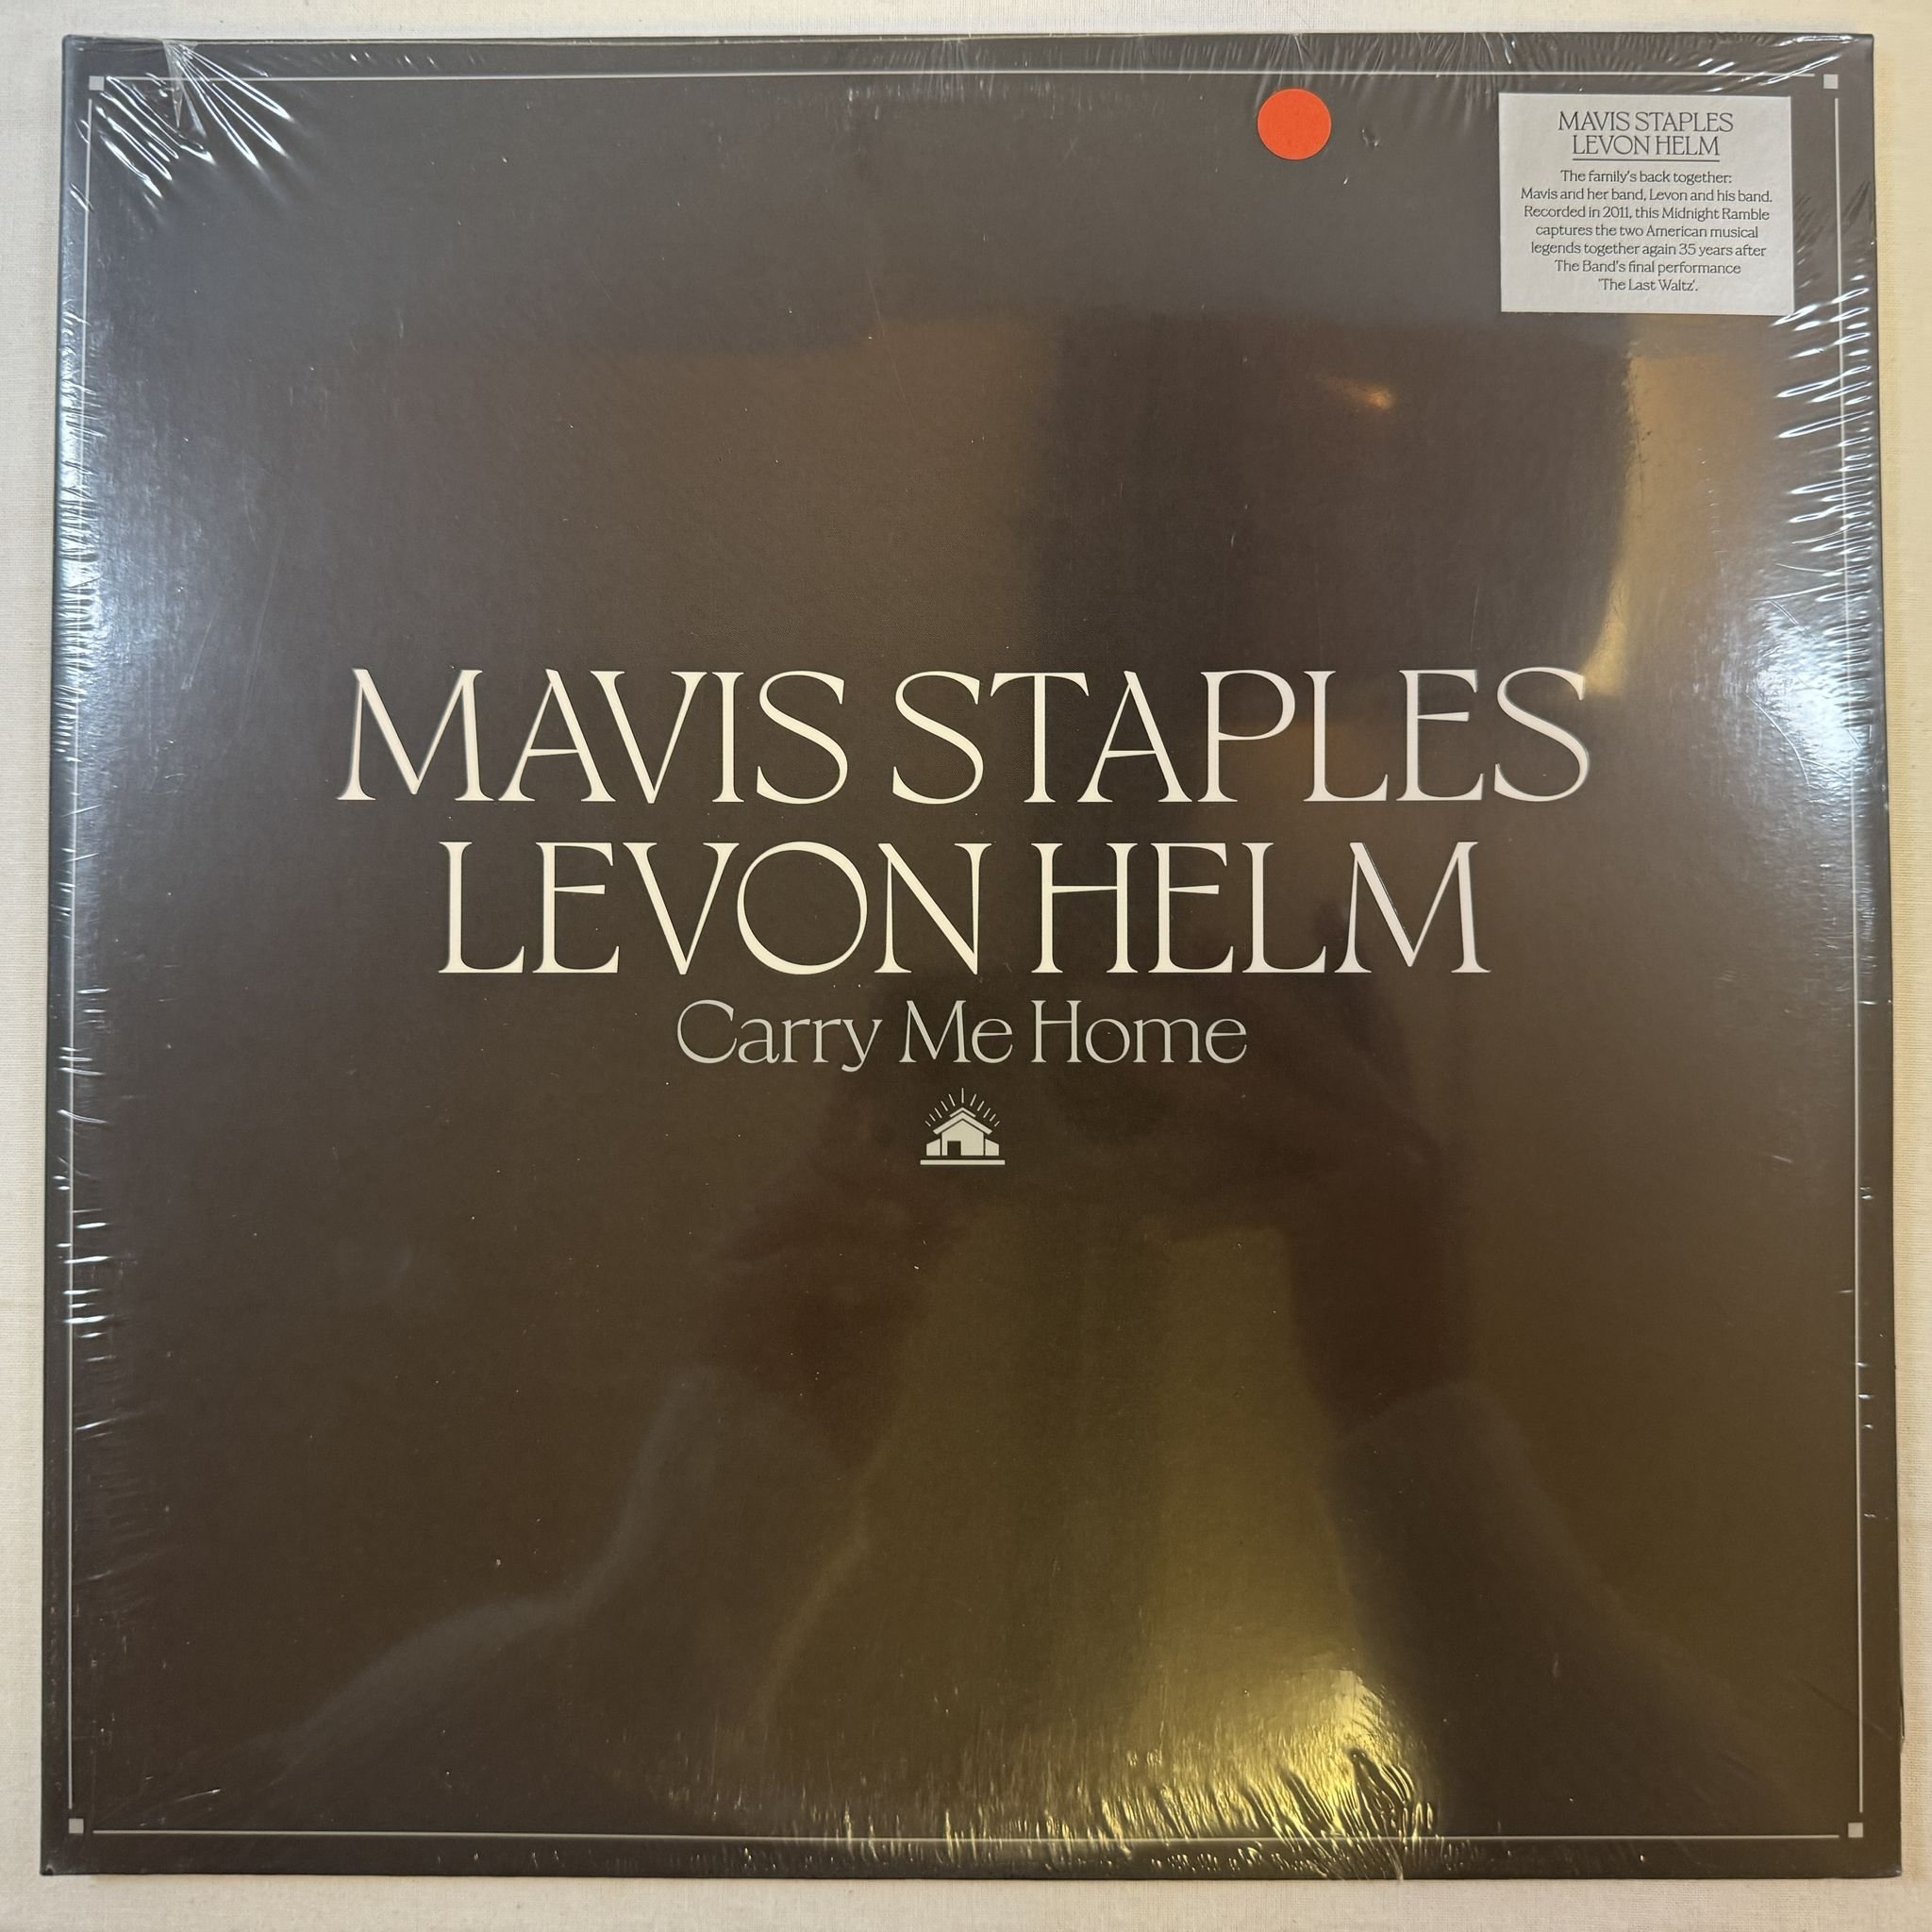 MAVIS STAPLES
LEVON HELM
The family's back together:
Mavis and her band, Levon and his band.
Recorded in 2011, this Midnight Ramble
captures the two American musical
legends together again 35 years after
The Band's final performance
'The Last Waltz'.
MAVIS STAPLES
LEVON HELM
Carry Me Home